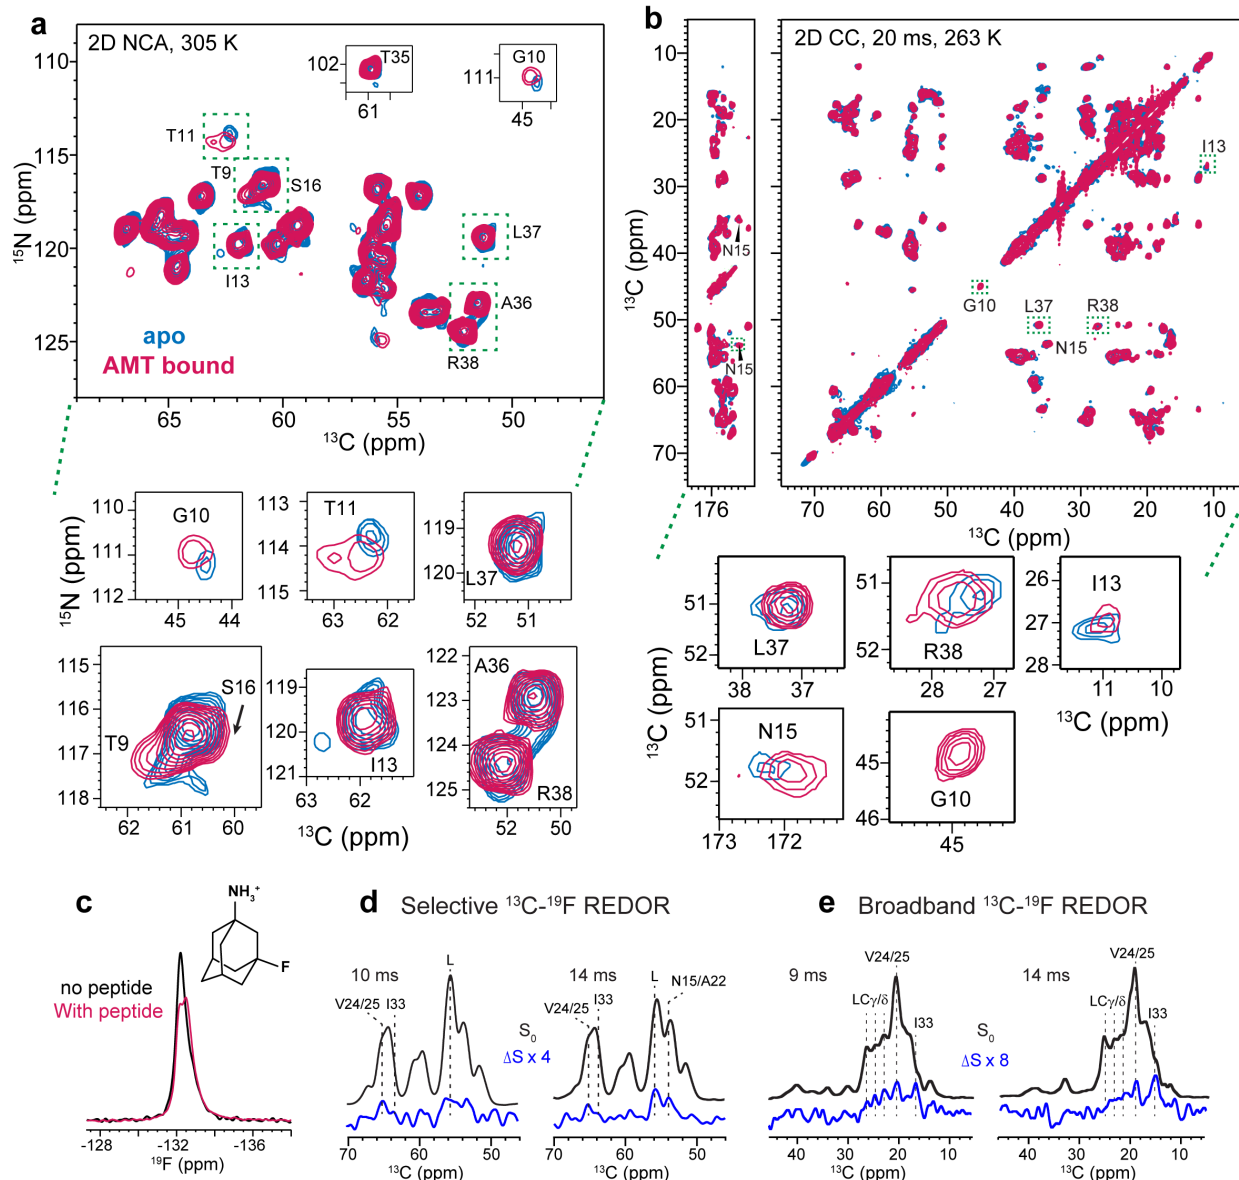 a
2D NCA, 305 K
110
115
120
125
15N (ppm)
102
T35
61
G10
111
45
T11
T9
S16
L37
I13
A36
R38
apo
AMT bound
65
60
55
50
13C (ppm)
110
111
112
G10
45
44
15N (ppm)
113
114
115
T11
63
62
119
120
L37
52
51
115
116
117
118
T9
S16
62
61
60
119
120
121
I13
63
62
122
123
124
125
A36
R38
52
50
13C (ppm)
b
2D CC, 20 ms, 263 K
10
20
30
40
50
60
70
13C (ppm)
N15
N15
176
I13
G10
L37
R38
N15
70
60
50
40
30
20
10
13C (ppm)
51
52
L37
38
37
51
52
R38
28
27
26
27
28
I13
11
10
13C (ppm)
13C (ppm)
51
52
N15
173
172
45
46
G10
45
c
NH3+
F
no peptide
With peptide
-128
-132
-136
19F (ppm)
d Selective 13C-19F REDOR
10 ms
L
V24/25
I33
70
60
50
13C (ppm)
14 ms
L
N15/A22
V24/25
I33
S0
ΔS x 4
70
60
50
13C (ppm)
e Broadband 13C-19F REDOR
9 ms
V24/25
LCγ/δ
I33
40
30
20
10
13C (ppm)
S0
ΔS x 8
14 ms
V24/25
LCγ/δ
I33
40
30
20
10
13C (ppm)